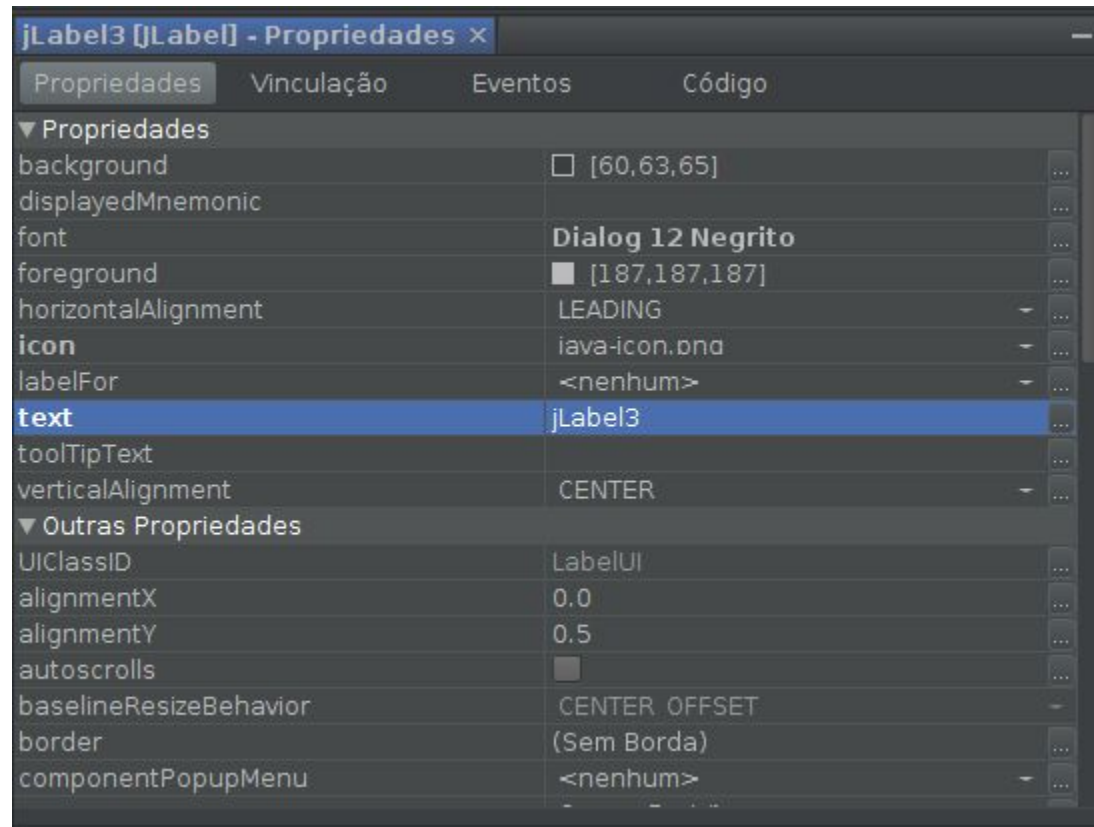 jLabel3 [JLabel] - Propriedades ×
Propriedades Vinculação Eventos Código
Propriedades
background [60,63,65] ...
displayedMnemonic ...
font Dialog 12 Negrito ...
foreground [187,187,187] ...
horizontalAlignment LEADING ...
icon java-icon.png ...
labelFor <nenhum> ...
text jLabel3 ...
toolTipText ...
verticalAlignment CENTER ...
Outras Propriedades
UIClassID LabelUI ...
alignmentX 0.0 ...
alignmentY 0.5 ...
autoscrolls ...
baselineResizeBehavior CENTER_OFFSET
border (Sem Borda) ...
componentPopupMenu <nenhum> ...